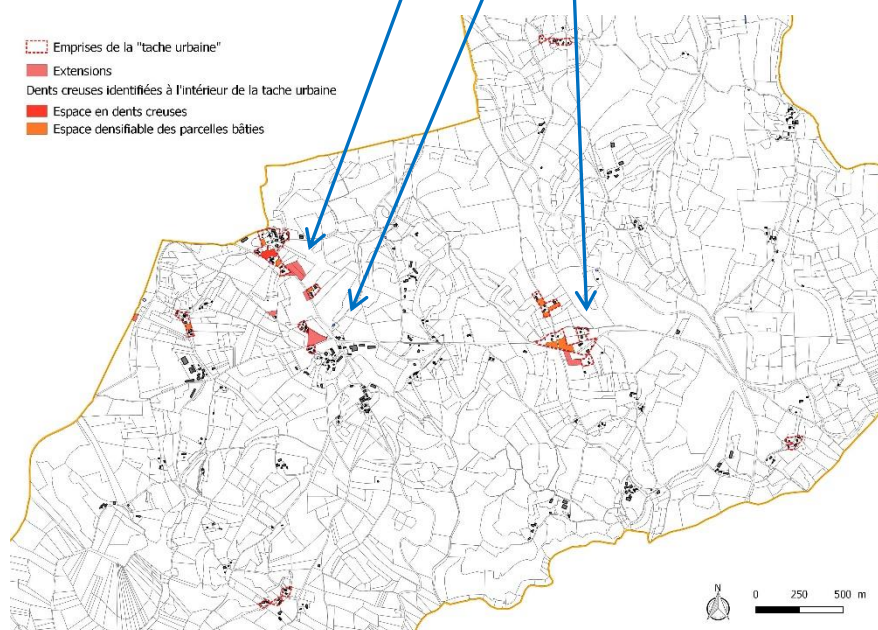 Emprises de la "tache urbaine"
Extensions
Dents creuses identifiées à l'intérieur de la tache urbaine
Espace en dents creuses
Espace densifiable des parcelles bâties
N
0 250 500 m